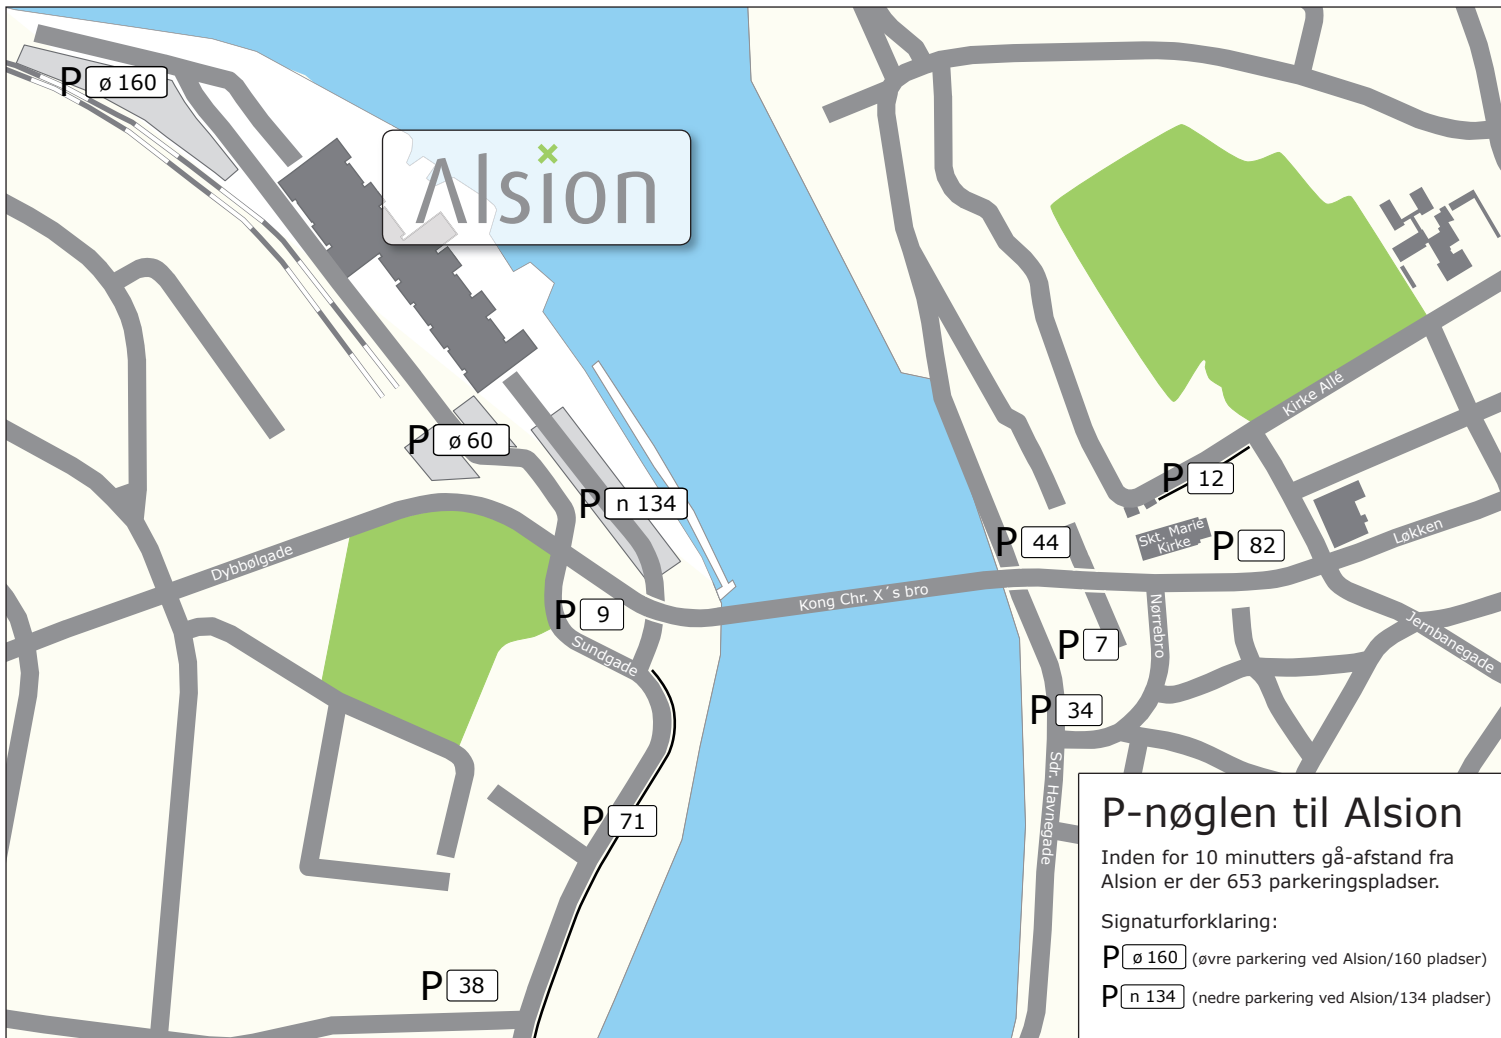 P ø 160
Alsion
P ø 60
P n 134
Dybbølgade
P 9
Sundgade
P 71
P 38
Kong Chr. X´s bro
Kirke Allé
P 12
Skt. Marie
Kirke
P 82
P 44
Løkken
Nørrebro
P 7
Jernbanegade
P 34
Sdr. Havnegade
P-nøglen til Alsion
Inden for 10 minutters gå-afstand fra
Alsion er der 653 parkeringspladser.
Signaturforklaring:
P ø 160 (øvre parkering ved Alsion/160 pladser)
P n 134 (nedre parkering ved Alsion/134 pladser)